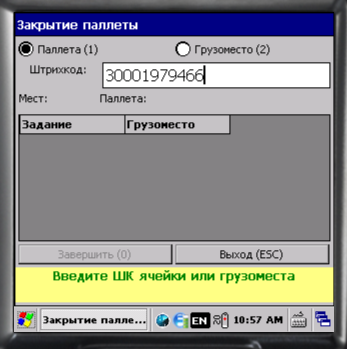 Закрытие паллеты
Паллета (1) Грузоместо (2)
Штрихкод: 30001979466
Мест: Паллета:
Задание Грузоместо
Завершить (0) Выход (ESC)
Введите ШК ячейки или грузоместа
Закрытие палле... EN 10:57 AM